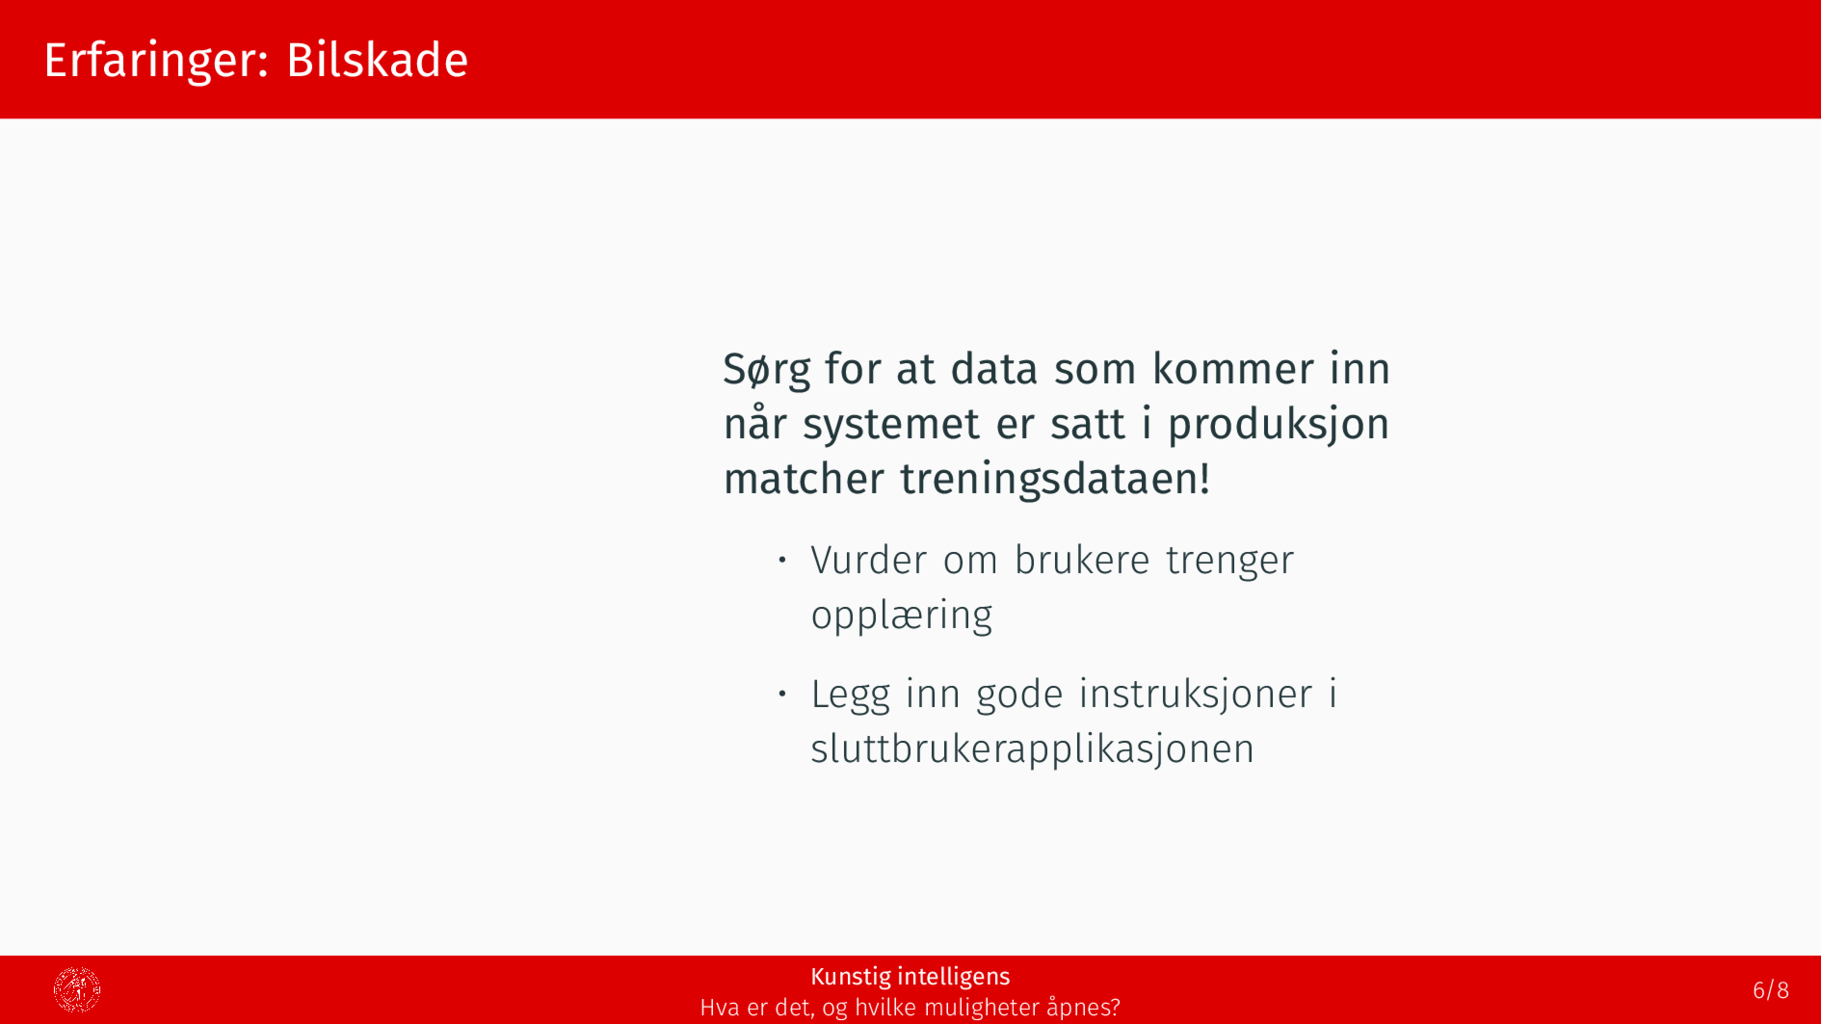 Erfaringer: Bilskade
Sørg for at data som kommer inn
når systemet er satt i produksjon
matcher treningsdataen!
• Vurder om brukere trenger
opplæring
• Legg inn gode instruksjoner i
sluttbrukerapplikasjonen
Kunstig intelligens
Hva er det, og hvilke muligheter åpnes?
6/8